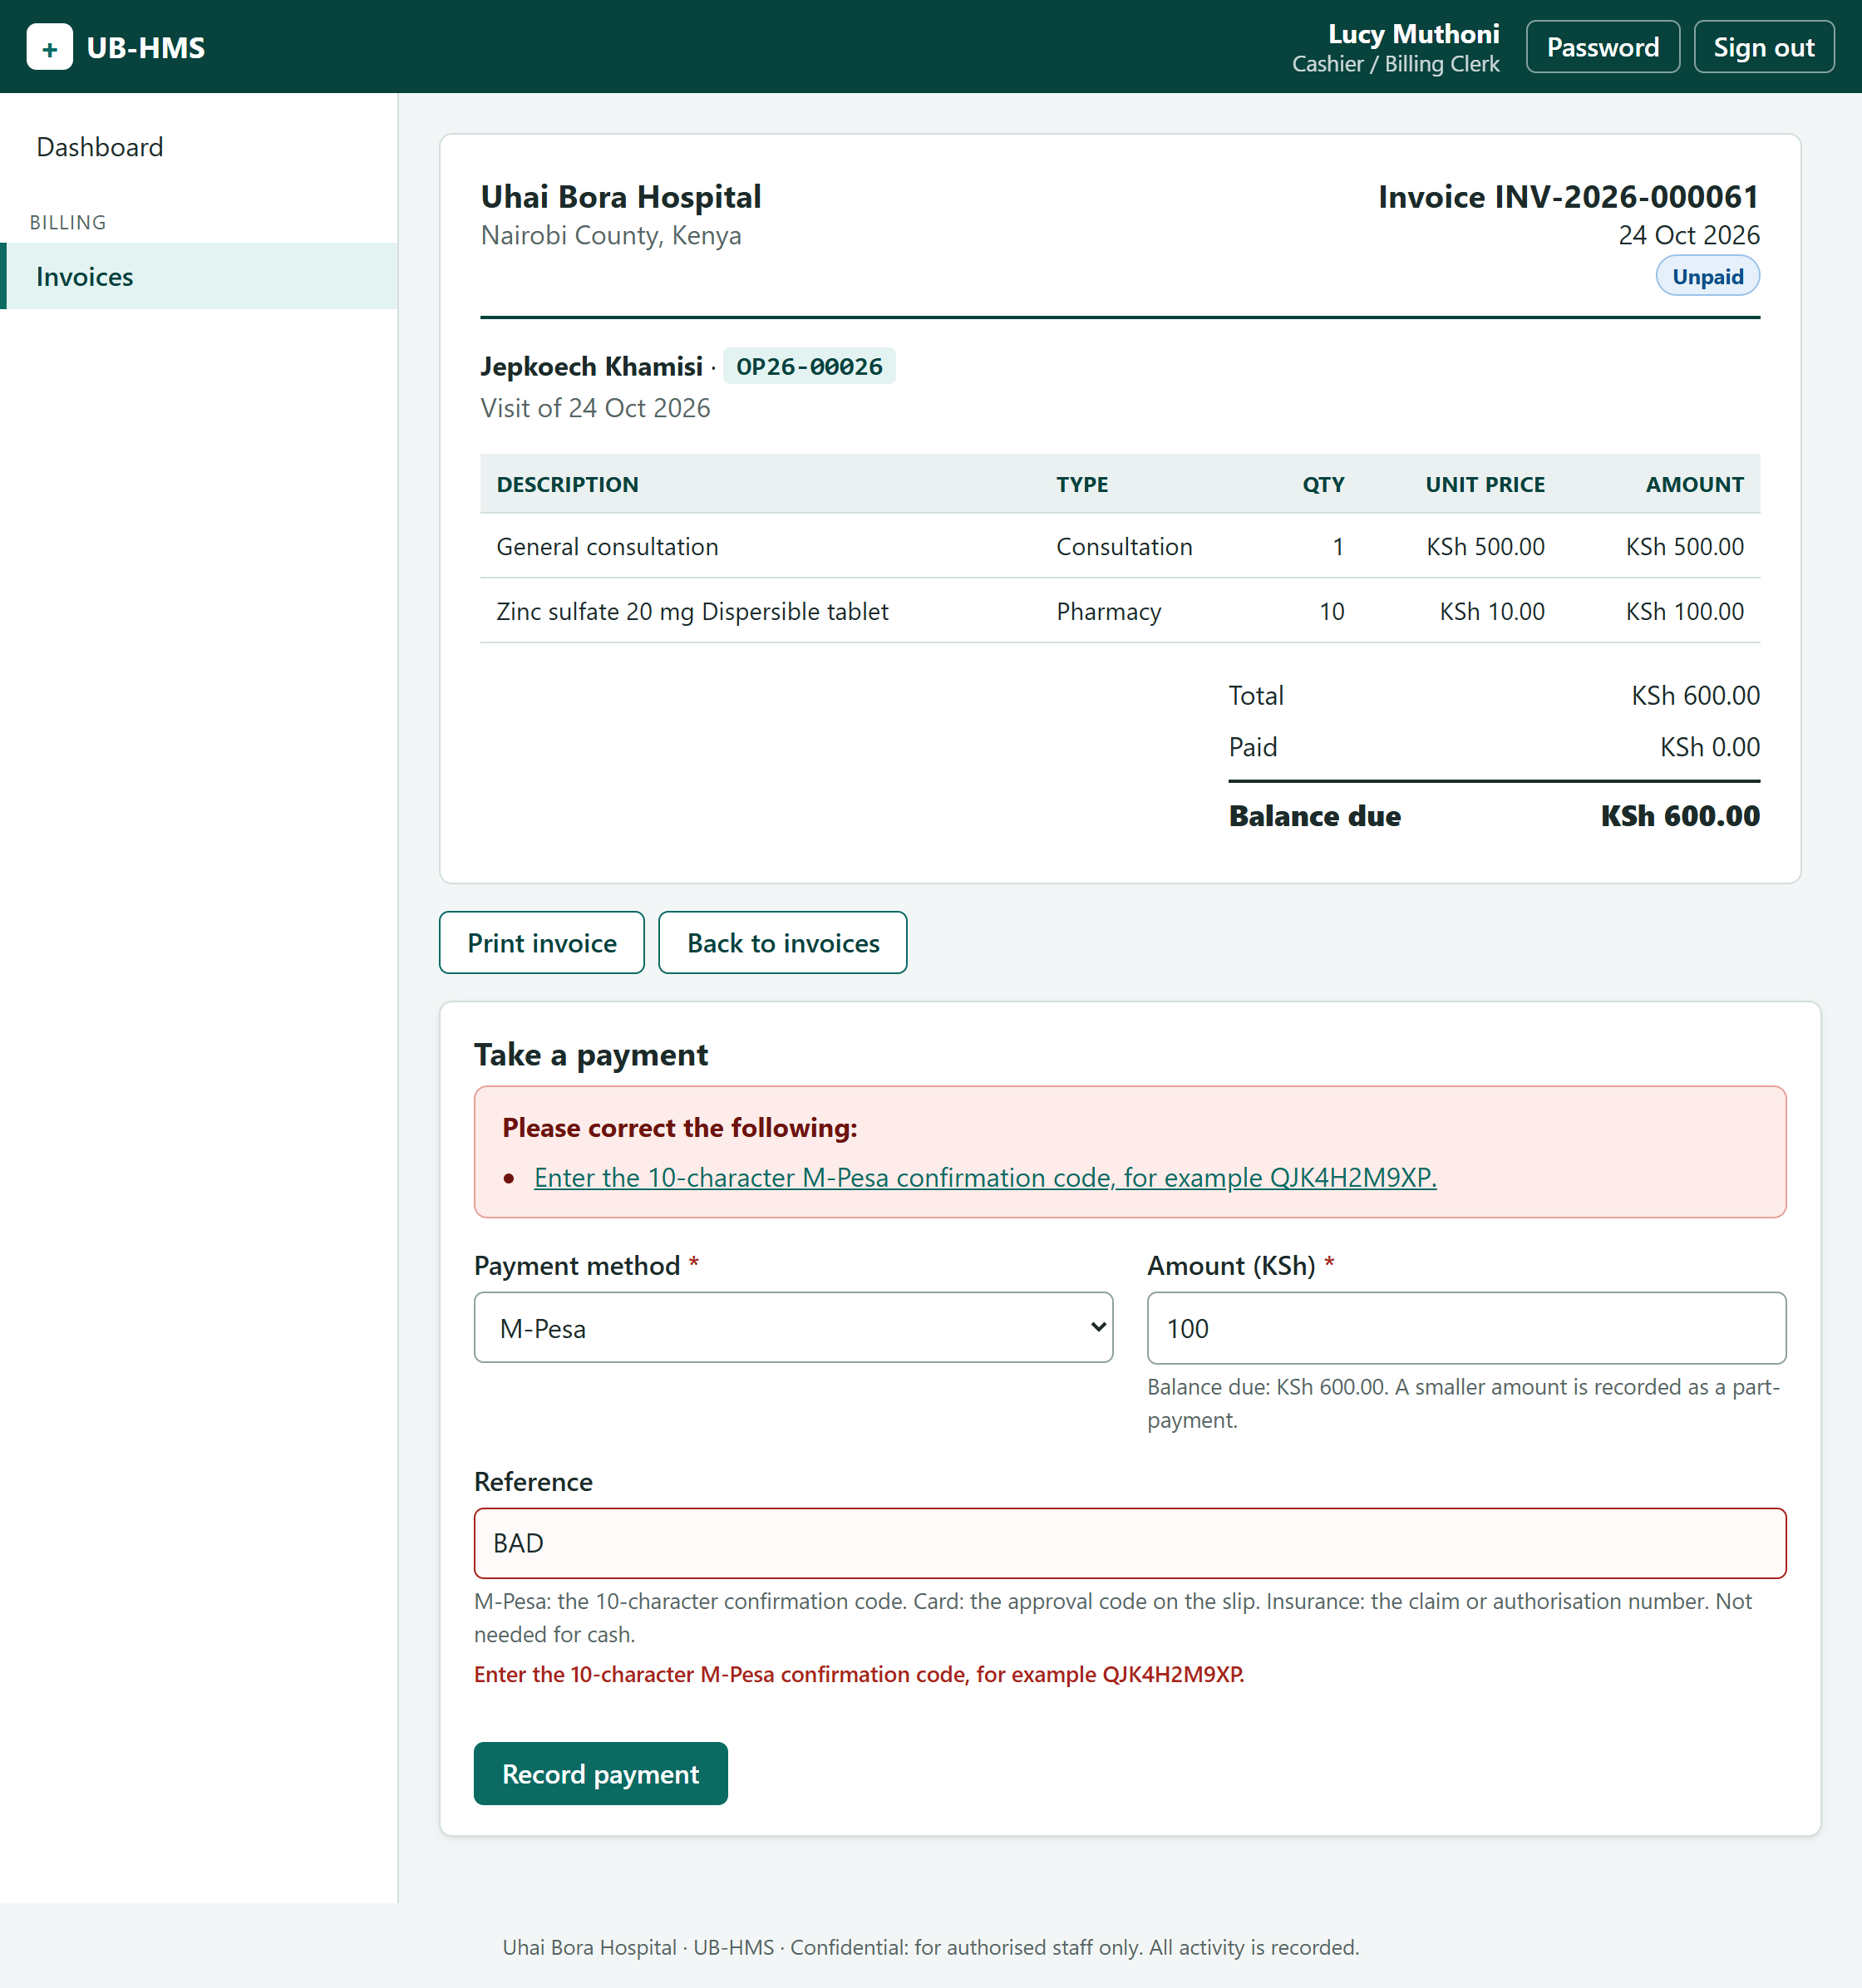 + UB-HMS
Lucy Muthoni
Cashier / Billing Clerk
Password
Sign out
Dashboard
BILLING
Invoices
Uhai Bora Hospital
Nairobi County, Kenya
Invoice INV-2026-000061
24 Oct 2026
Unpaid
Jepkoech Khamisi · OP26-00026
Visit of 24 Oct 2026
DESCRIPTION TYPE QTY UNIT PRICE AMOUNT
General consultation Consultation 1 KSh 500.00 KSh 500.00
Zinc sulfate 20 mg Dispersible tablet Pharmacy 10 KSh 10.00 KSh 100.00
Total KSh 600.00
Paid KSh 0.00
Balance due KSh 600.00
Print invoice
Back to invoices
Take a payment
Please correct the following:
• Enter the 10-character M-Pesa confirmation code, for example QJK4H2M9XP.
Payment method *
M-Pesa
Amount (KSh) *
100
Balance due: KSh 600.00. A smaller amount is recorded as a part-
payment.
Reference
BAD
M-Pesa: the 10-character confirmation code. Card: the approval code on the slip. Insurance: the claim or authorisation number. Not
needed for cash.
Enter the 10-character M-Pesa confirmation code, for example QJK4H2M9XP.
Record payment
Uhai Bora Hospital · UB-HMS · Confidential: for authorised staff only. All activity is recorded.